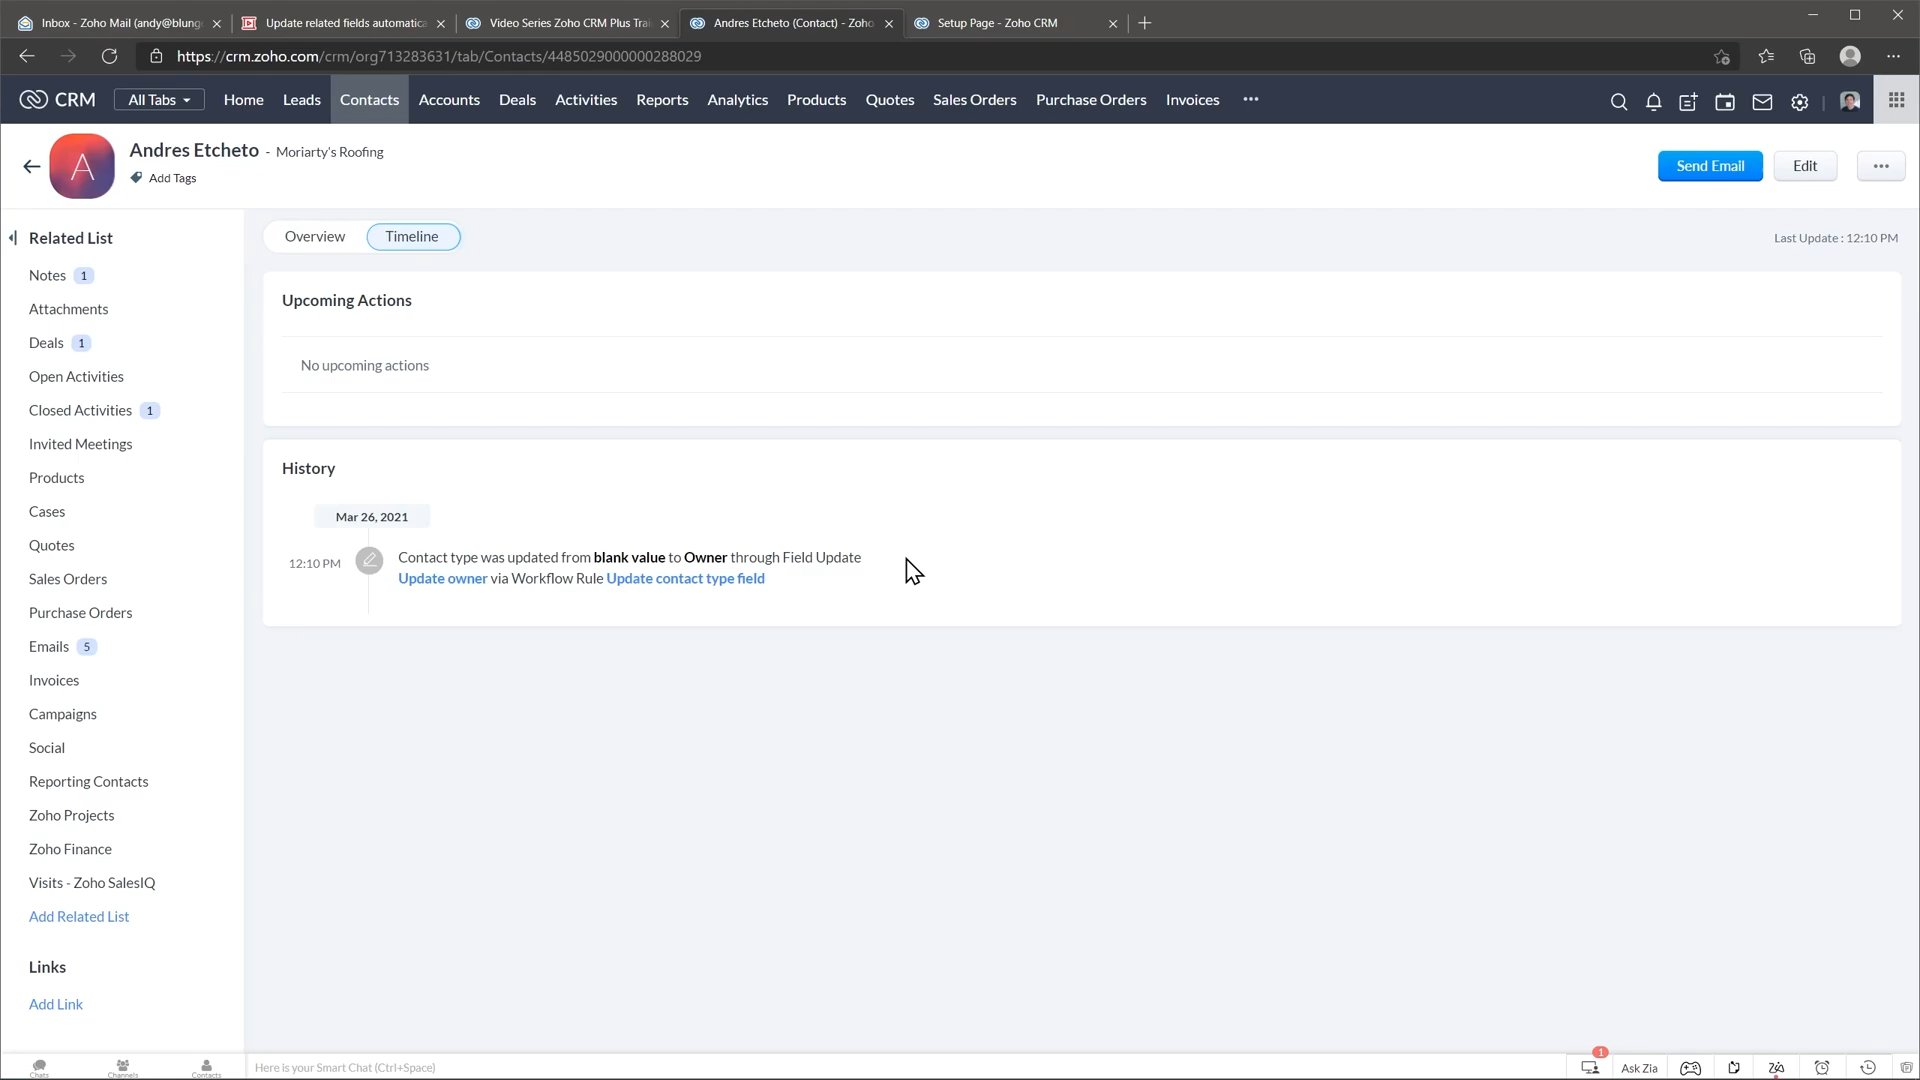 Inbox - Zoho Mail (andy@blung
Update related fields automatica
Video Series Zoho CRM Plus Trai
Andres Etcheto (Contact) - Zoho
Setup Page - Zoho CRM
https://crm.zoho.com/crm/org713283631/tab/Contacts/4485029000000288029
CRM
All Tabs
Home
Leads
Contacts
Accounts
Deals
Activities
Reports
Analytics
Products
Quotes
Sales Orders
Purchase Orders
Invoices
A
Andres Etcheto - Moriarty's Roofing
Add Tags
Send Email
Edit
Related List
Notes 1
Attachments
Deals 1
Open Activities
Closed Activities 1
Invited Meetings
Products
Cases
Quotes
Sales Orders
Purchase Orders
Emails 5
Invoices
Campaigns
Social
Reporting Contacts
Zoho Projects
Zoho Finance
Visits - Zoho SalesIQ
Add Related List
Links
Add Link
Overview
Timeline
Last Update : 12:10 PM
Upcoming Actions
No upcoming actions
History
Mar 26, 2021
12:10 PM
Contact type was updated from blank value to Owner through Field Update
Update owner via Workflow Rule Update contact type field
Chats
Channels
Contacts
Here is your Smart Chat (Ctrl+Space)
1
Ask Zia